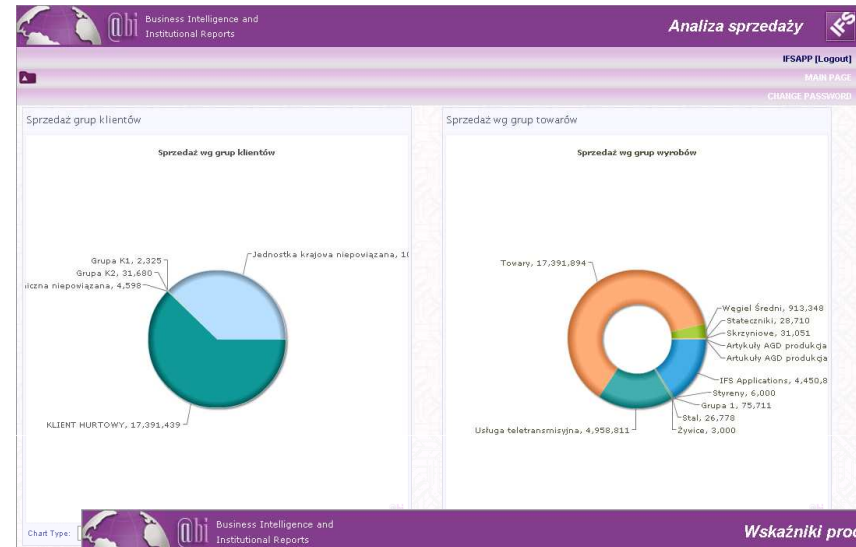 @bi Business Intelligence and
Institutional Reports
Analiza sprzedaży
IFS
IFSAPP [Logout]
MAIN PAGE
CHANGE PASSWORD
Sprzedaż grup klientów
Sprzedaż wg grup klientów
Grupa K1, 2,325
Grupa K2, 31,680
iczna niepowiązana, 4,598
Jednostka krajowa niepowiązana, 1(
KLIENT HURTOWY, 17,391,439
Sprzedaż wg grup towarów
Sprzedaż wg grup wyrobów
Towary, 17,391,894
Węgiel Średni, 913,348
Stateczniki, 28,710
Skrzyniowe, 31,051
Artykuły AGD produkcja
Artukuły AGD produkcja
IFS Applications, 4,450,8
Styreny, 6,000
Grupa 1, 75,711
Stal, 26,778
Żywice, 3,000
Usługa teletransmisyjna, 4,958,811
Chart Type:
@bi Business Intelligence and
Institutional Reports
Wskaźniki prod